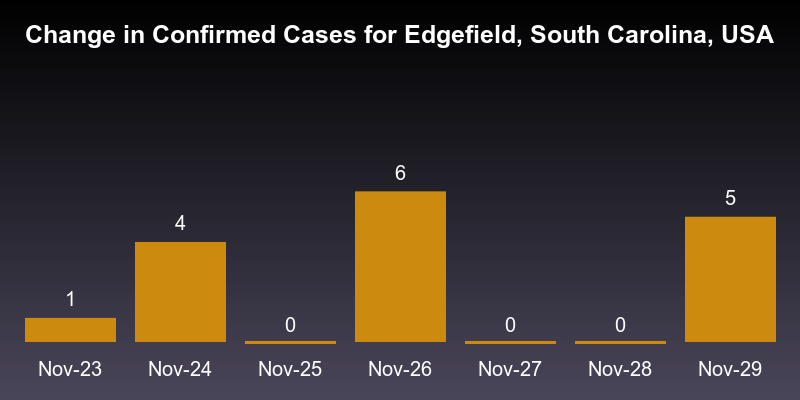 Change in Confirmed Cases for Edgefield, South Carolina, USA
1 4 0 6 0 0 5
Nov-23 Nov-24 Nov-25 Nov-26 Nov-27 Nov-28 Nov-29